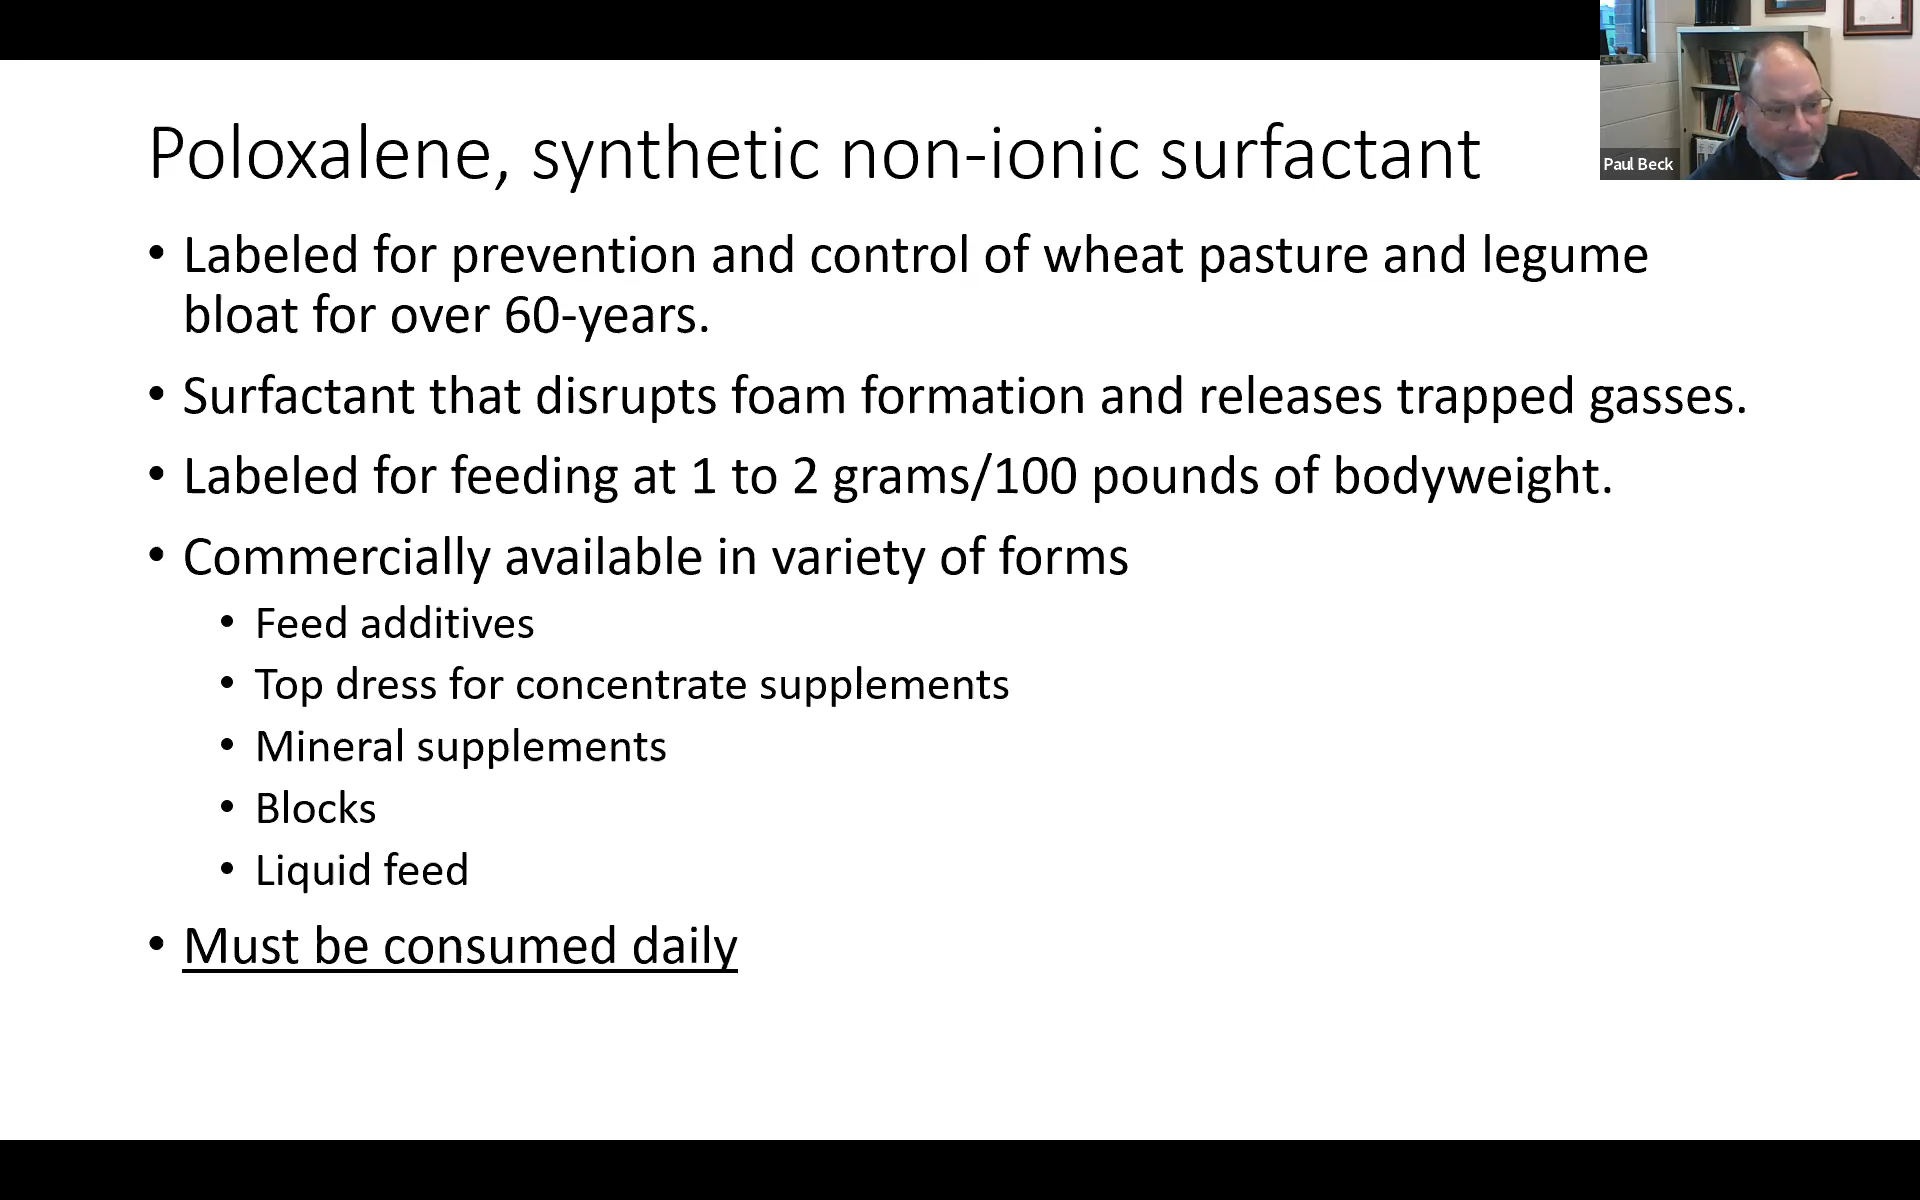 Poloxalene, synthetic non-ionic surfactant
Paul Beck
• Labeled for prevention and control of wheat pasture and legume
bloat for over 60-years.
• Surfactant that disrupts foam formation and releases trapped gasses.
• Labeled for feeding at 1 to 2 grams/100 pounds of bodyweight.
• Commercially available in variety of forms
• Feed additives
• Top dress for concentrate supplements
• Mineral supplements
• Blocks
• Liquid feed
• Must be consumed daily